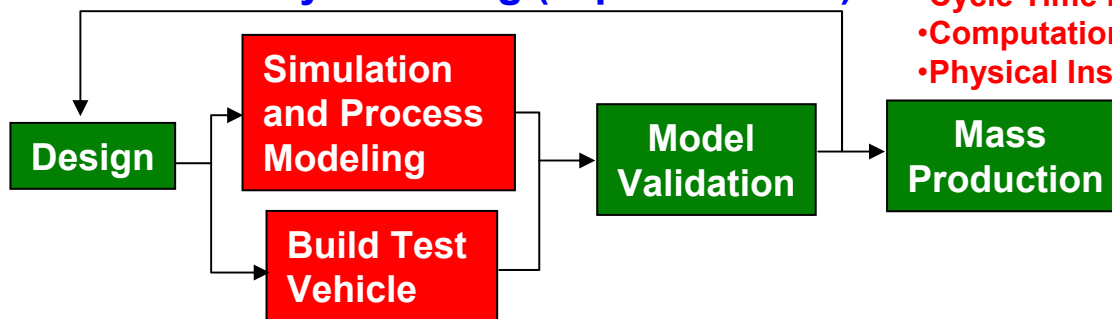 •Computation
•Physical Ins
Simulation
and Process
Modeling
Design
Build Test
Vehicle
Model
Validation
Mass
Production